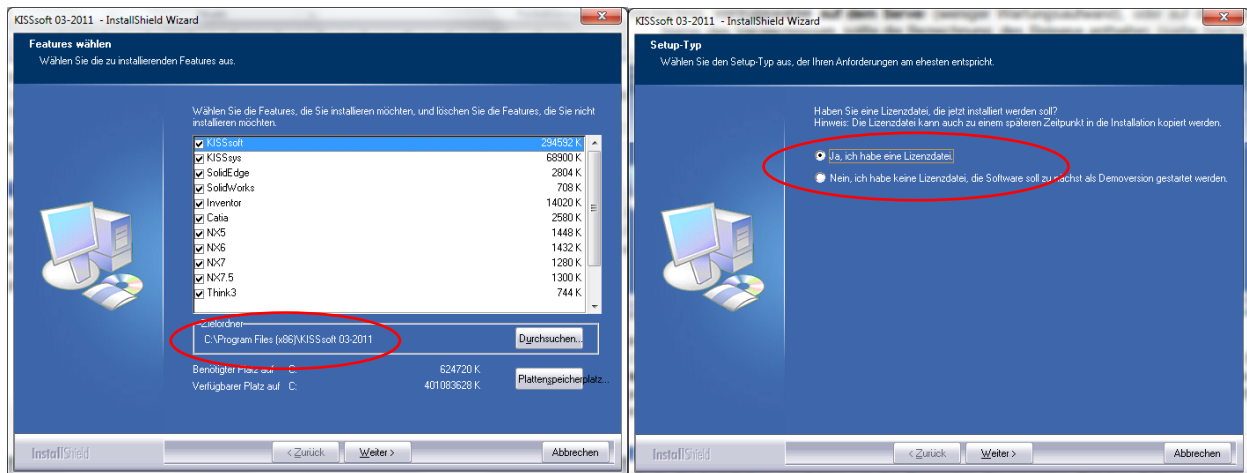 KISSsoft 03-2011 - InstallShield Wizard
Features wählen
Wählen Sie die zu installierenden Features aus.
Wählen Sie die Features, die Sie installieren möchten, und löschen Sie die Features, die Sie nicht
installieren möchten.
KISSsoft 294592 K
KISSsys 68900 K
SolidEdge 2804 K
SolidWorks 708 K
Inventor 14020 K
Catia 2580 K
NX5 1448 K
NX6 1432 K
NX7 1280 K
NX7.5 1300 K
Think3 744 K
Zielordner
C:\Program Files (x86)\KISSsoft 03-2011
Durchsuchen...
Benötigter Platz auf C: 624720 K
Verfügbarer Platz auf C: 401083628 K
Plattenspeicherplatz...
InstallShield
< Zurück
Weiter >
Abbrechen
KISSsoft 03-2011 - InstallShield Wizard
auf dem Server
Setup-Typ
Wählen Sie den Setup-Typ aus, der Ihren Anforderungen am ehesten entspricht.
Haben Sie eine Lizenzdatei, die jetzt installiert werden soll?
Hinweis: Die Lizenzdatei kann auch zu einem späteren Zeitpunkt in die Installation kopiert werden.
Ja, ich habe eine Lizenzdatei.
Nein, ich habe keine Lizenzdatei, die Software soll zunächst als Demoversion gestartet werden.
InstallShield
< Zurück
Weiter >
Abbrechen